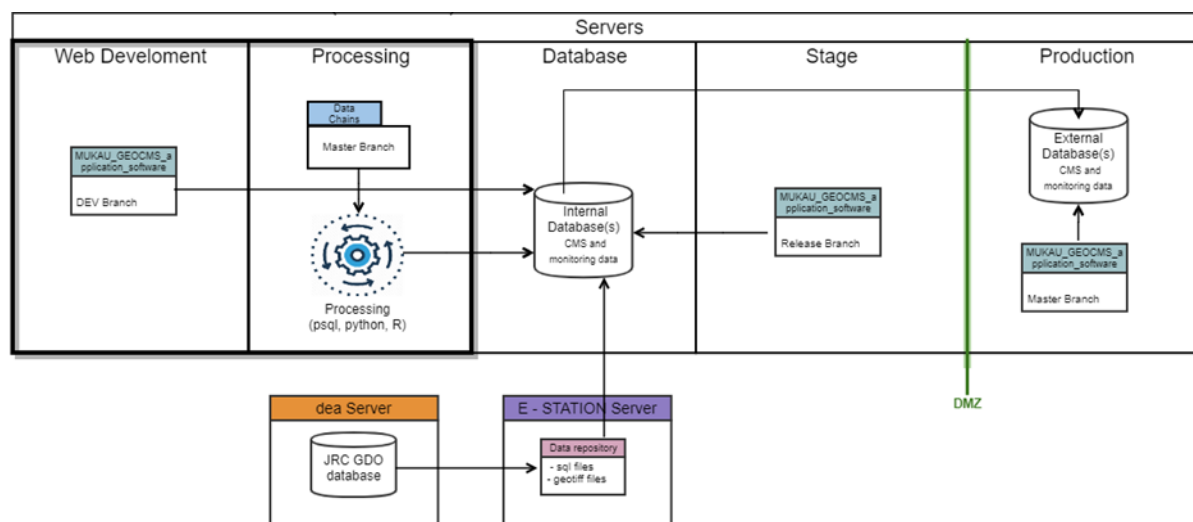 Servers
Web Develoment
Processing
Database
Stage
Production
Data
Chains
Master Branch
MUKAU_GEOCMS_a
pplication_software
DEV Branch
Processing
(psql, python, R)
Internal
Database(s)
CMS and
monitoring data
MUKAU_GEOCMS_a
pplication_software
Release Branch
External
Database(s)
CMS and
monitoring data
MUKAU_GEOCMS_a
pplication_software
Master Branch
DMZ
dea Server
JRC GDO
database
E - STATION Server
Data repository
- sql files
- geotiff files